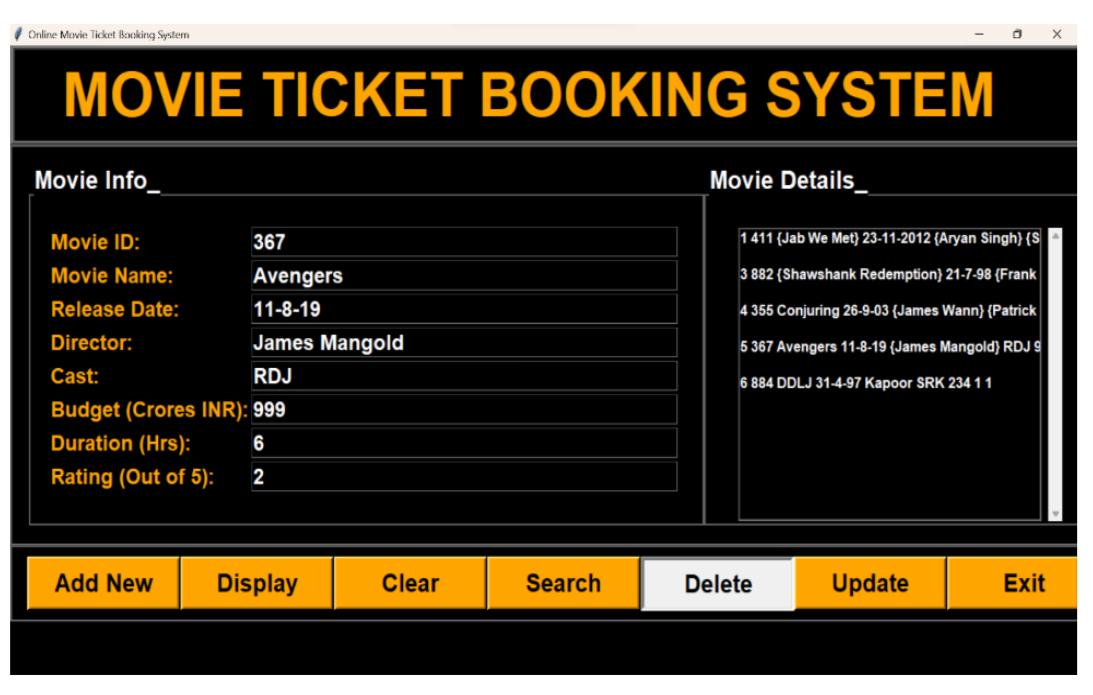 Online Movie Ticket Booking System
MOVIE TICKET BOOKING SYSTEM
Movie Info_
Movie ID: 367
Movie Name: Avengers
Release Date: 11-8-19
Director: James Mangold
Cast: RDJ
Budget (Crores INR): 999
Duration (Hrs): 6
Rating (Out of 5): 2
Movie Details_
1 411 {Jab We Met} 23-11-2012 {Aryan Singh} {S
3 882 {Shawshank Redemption} 21-7-98 {Frank
4 355 Conjuring 26-9-03 {James Wann} {Patrick
5 367 Avengers 11-8-19 {James Mangold} RDJ 9
6 884 DDLJ 31-4-97 Kapoor SRK 234 1 1
Add New Display Clear Search Delete Update Exit